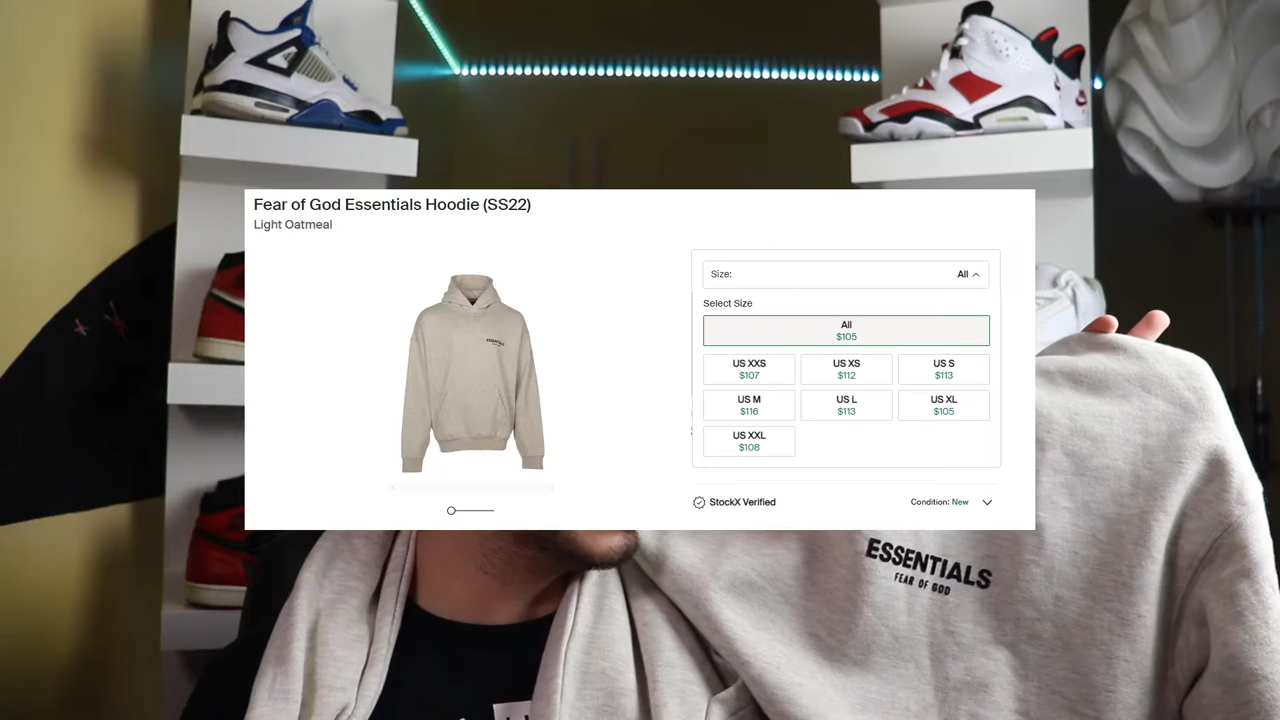 Fear of God Essentials Hoodie (SS22)
Light Oatmeal
ESSENTIALS
Size:
All
Select Size
All
$105
US XXS
$107
US XS
$112
US S
$113
US M
$116
US L
$113
US XL
$105
US XXL
$108
StockX Verified
Condition: New
ESSENTIALS
FEAR OF GOD